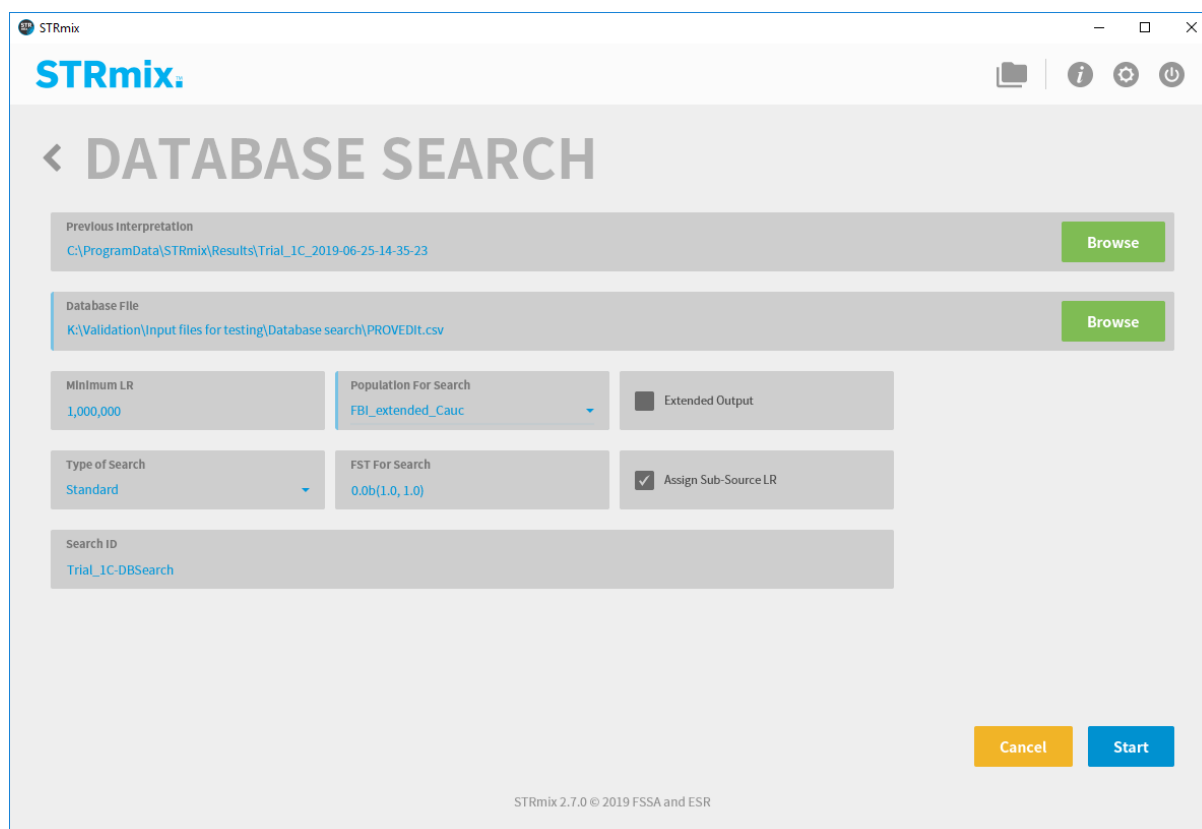 STRmix
STRmix.
DATABASE SEARCH
Previous Interpretation
C:\ProgramData\STRmix\Results\Trial_1C_2019-06-25-14-35-23
Browse
Database File
K:\Validation\Input files for testing\Database search\PROVEDIt.csv
Browse
Minimum LR
1,000,000
Population For Search
FBI_extended_Cauc
Extended Output
Type of Search
Standard
FST For Search
0.0b(1.0, 1.0)
Assign Sub-Source LR
Search ID
Trial_1C-DBSearch
Cancel
Start
STRmix 2.7.0 © 2019 FSSA and ESR